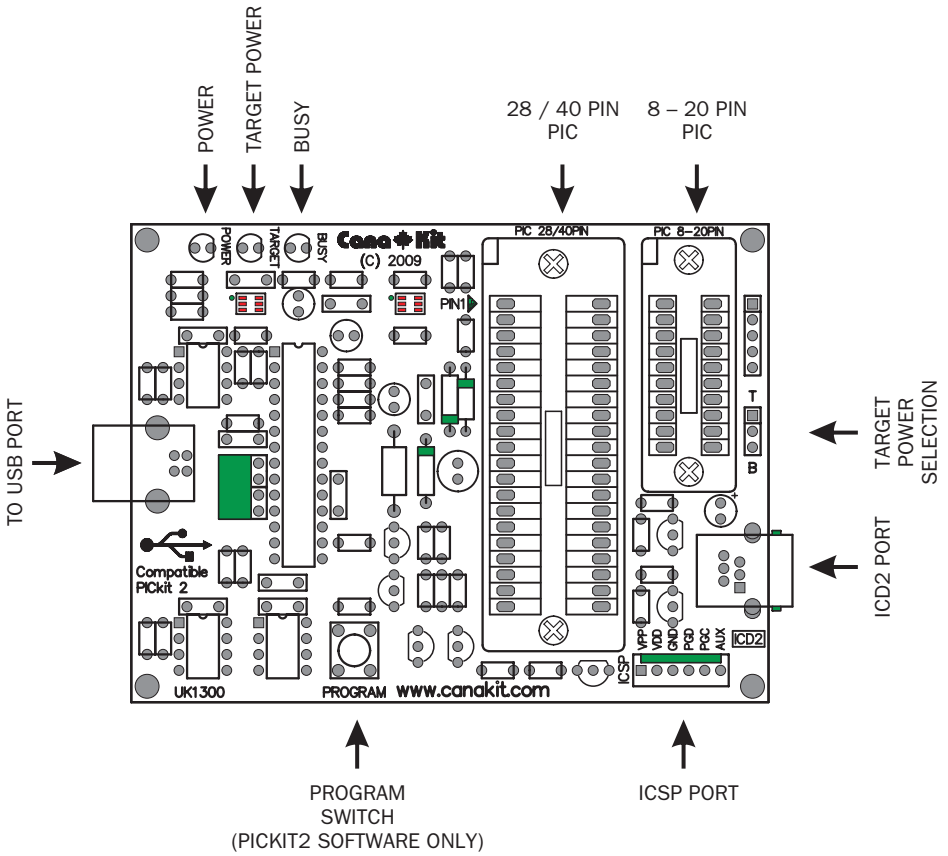 POWER
TARGET POWER
BUSY
28 / 40 PIN
PIC
8 – 20 PIN
PIC
POWER
TARGET
BUSY
Cana Kit
(C) 2009
PIC 28/40PIN
PIC 8-20PIN
PIN1
T
B
TARGET
POWER
SELECTION
TO USB PORT
Compatible
PICkit 2
ICD2 PORT
+
VPP
VDD
GND
PGD
PGC
AUX
ICD2
ICSP
UK1300
PROGRAM
www.canakit.com
PROGRAM
SWITCH
(PICKIT2 SOFTWARE ONLY)
ICSP PORT